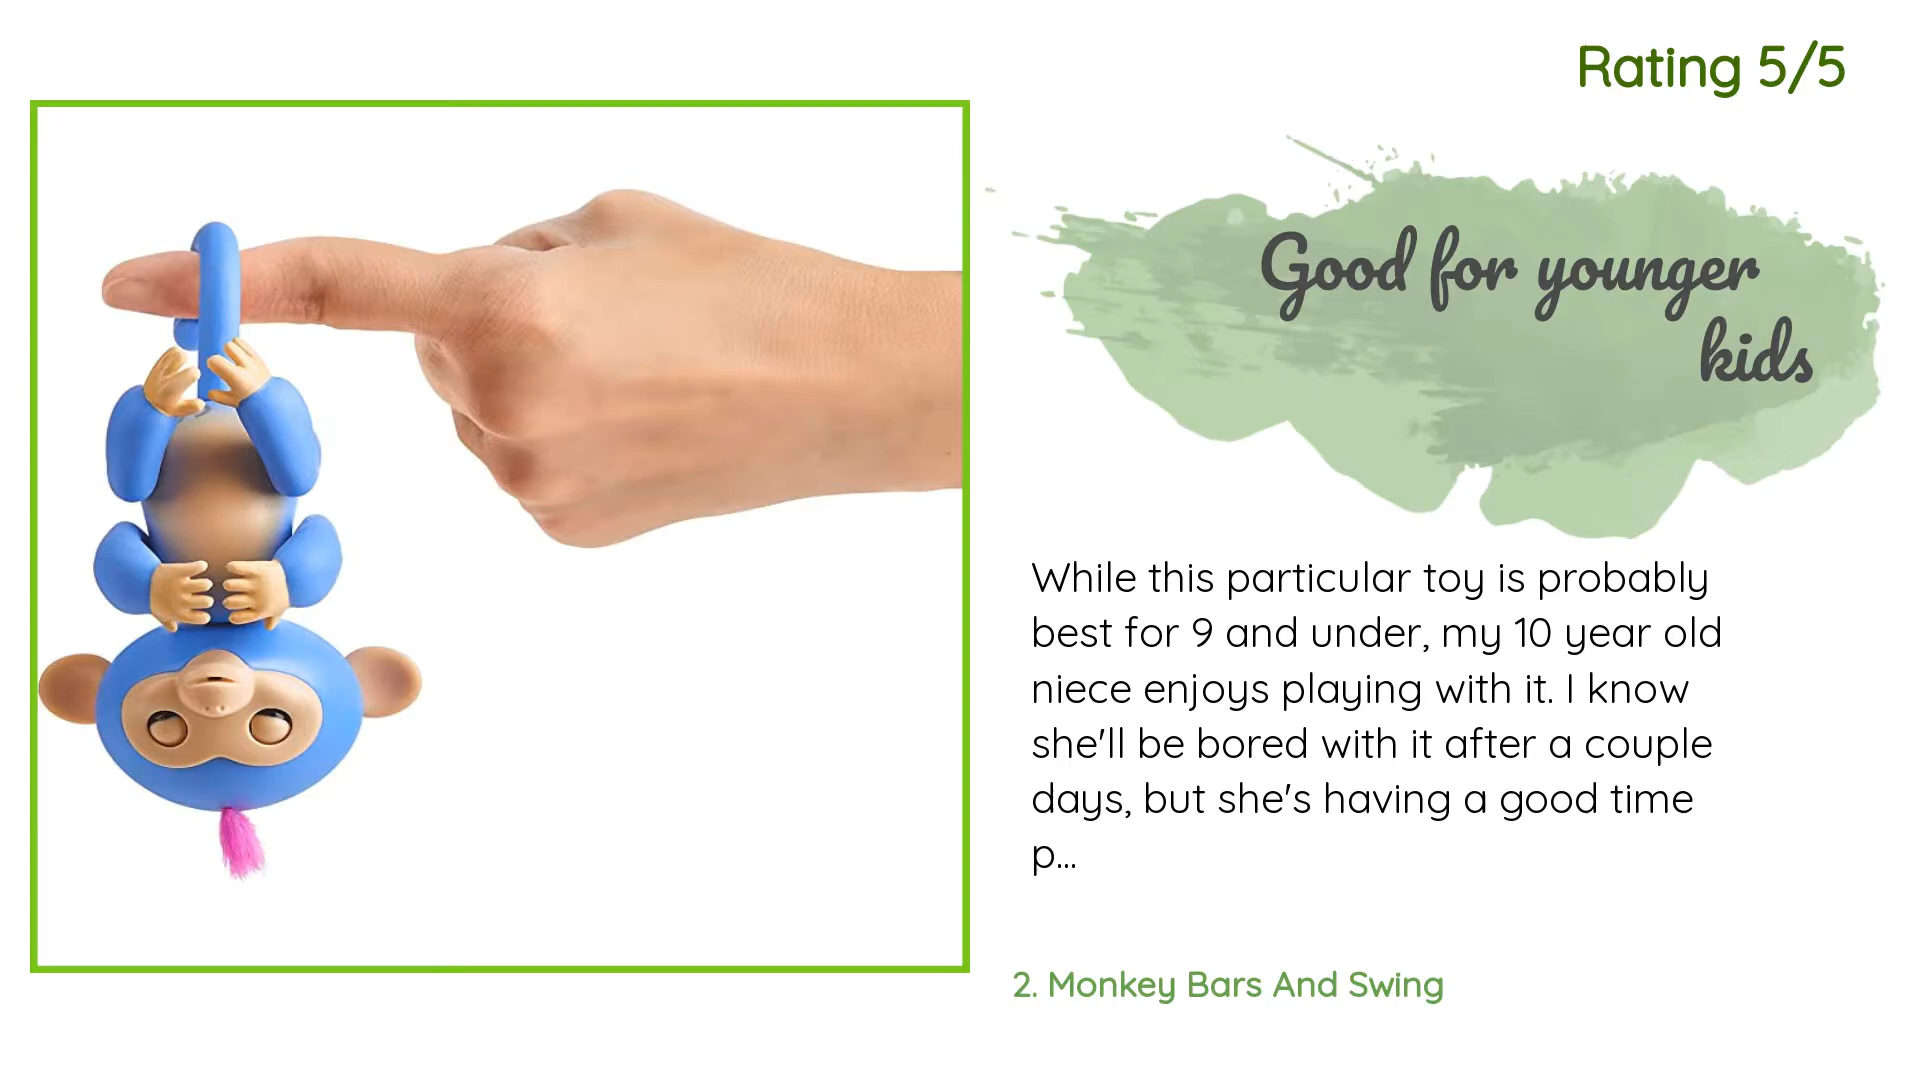 Rating 5/5
Good for younger
kids
While this particular toy is probably
best for 9 and under, my 10 year old
niece enjoys playing with it. I know
she'll be bored with it after a couple
days, but she's having a good time
p...
2. Monkey Bars And Swing